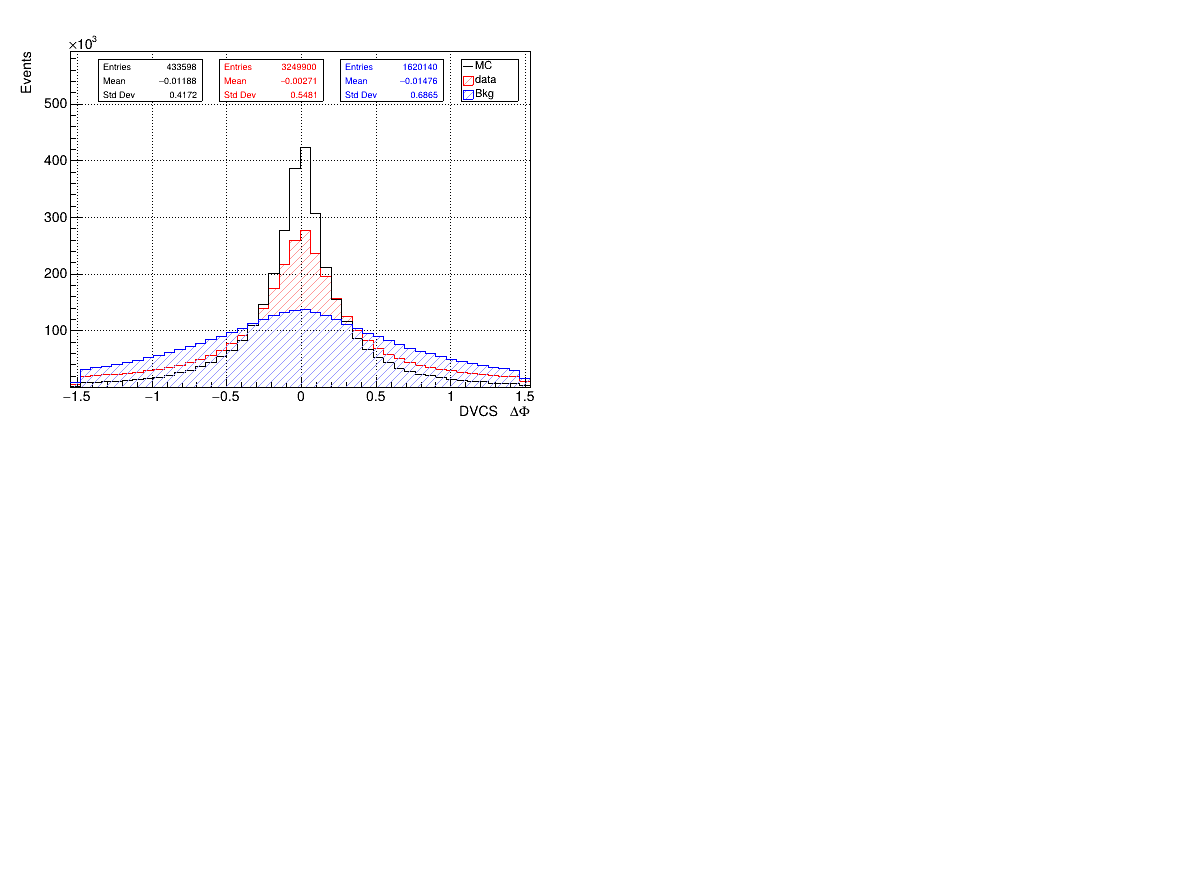 ×10³
Events
Entries 433598
Mean −0.01188
Std Dev 0.4172
Entries 3249900
Mean −0.00271
Std Dev 0.5481
Entries 1620140
Mean −0.01476
Std Dev 0.6865
MC
data
Bkg
500
400
300
200
100
−1.5 −1 −0.5 0 0.5 1 1.5
DVCS ΔΦ